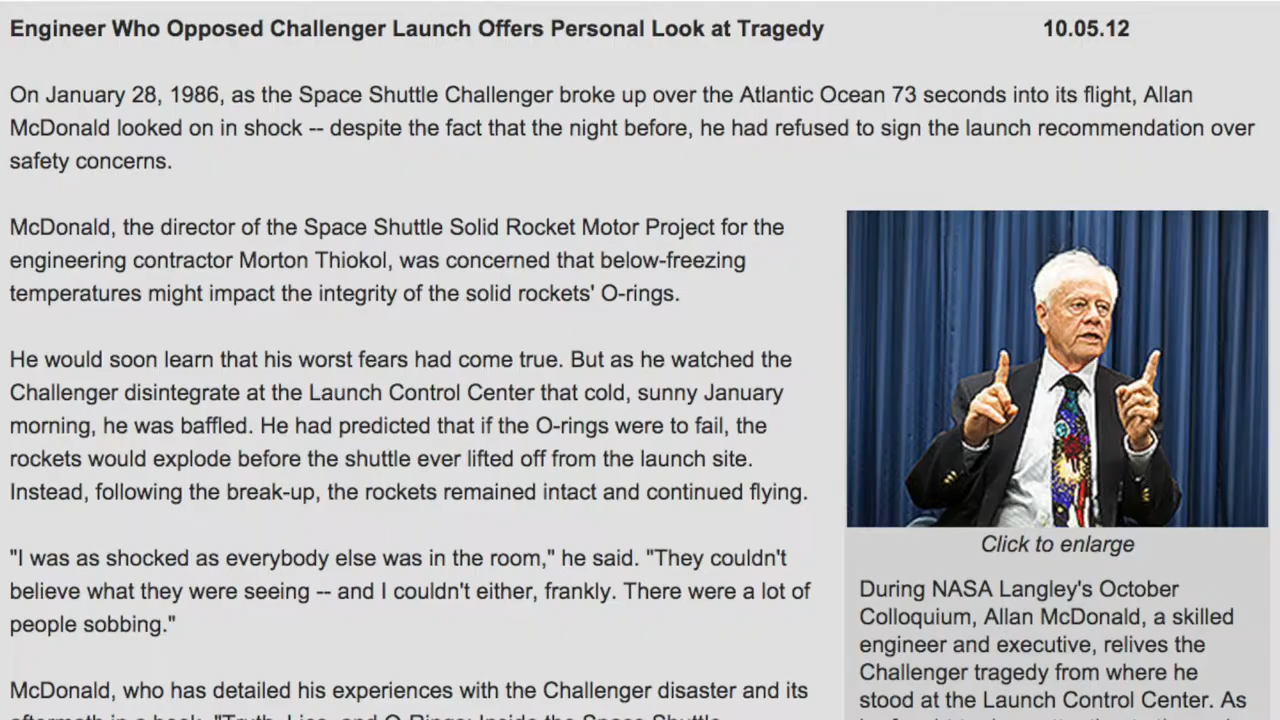 Engineer Who Opposed Challenger Launch Offers Personal Look at Tragedy 10.05.12
On January 28, 1986, as the Space Shuttle Challenger broke up over the Atlantic Ocean 73 seconds into its flight, Allan
McDonald looked on in shock -- despite the fact that the night before, he had refused to sign the launch recommendation over
safety concerns.
McDonald, the director of the Space Shuttle Solid Rocket Motor Project for the
engineering contractor Morton Thiokol, was concerned that below-freezing
temperatures might impact the integrity of the solid rockets' O-rings.
He would soon learn that his worst fears had come true. But as he watched the
Challenger disintegrate at the Launch Control Center that cold, sunny January
morning, he was baffled. He had predicted that if the O-rings were to fail, the
rockets would explode before the shuttle ever lifted off from the launch site.
Instead, following the break-up, the rockets remained intact and continued flying.
"I was as shocked as everybody else was in the room," he said. "They couldn't
believe what they were seeing -- and I couldn't either, frankly. There were a lot of
people sobbing."
McDonald, who has detailed his experiences with the Challenger disaster and its
aftermath in a book, "Truth, Lies, and O-Rings: Inside the Space Shuttle
Click to enlarge
During NASA Langley's October
Colloquium, Allan McDonald, a skilled
engineer and executive, relives the
Challenger tragedy from where he
stood at the Launch Control Center. As